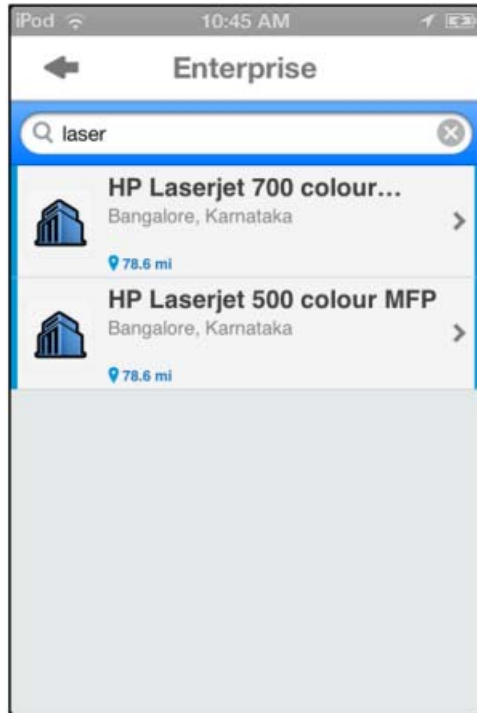 iPod 10:45 AM
Enterprise
laser
HP Laserjet 700 colour...
Bangalore, Karnataka
78.6 mi
HP Laserjet 500 colour MFP
Bangalore, Karnataka
78.6 mi